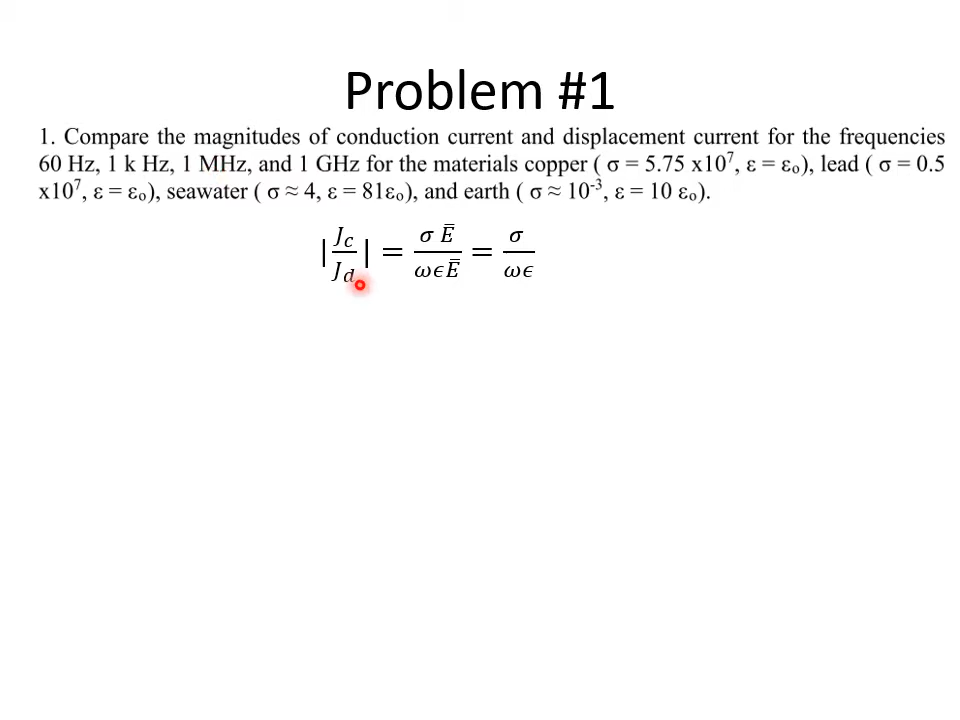 Problem #1
1. Compare the magnitudes of conduction current and displacement current for the frequencies
60 Hz, 1 k Hz, 1 MHz, and 1 GHz for the materials copper ( σ = 5.75 x10⁷, ε = εₒ), lead ( σ = 0.5
x10⁷, ε = εₒ), seawater ( σ ≈ 4, ε = 81εₒ), and earth ( σ ≈ 10⁻³, ε = 10 εₒ).
|J_C/J_d| = σ Ē/ωϵĒ = σ/ωϵ